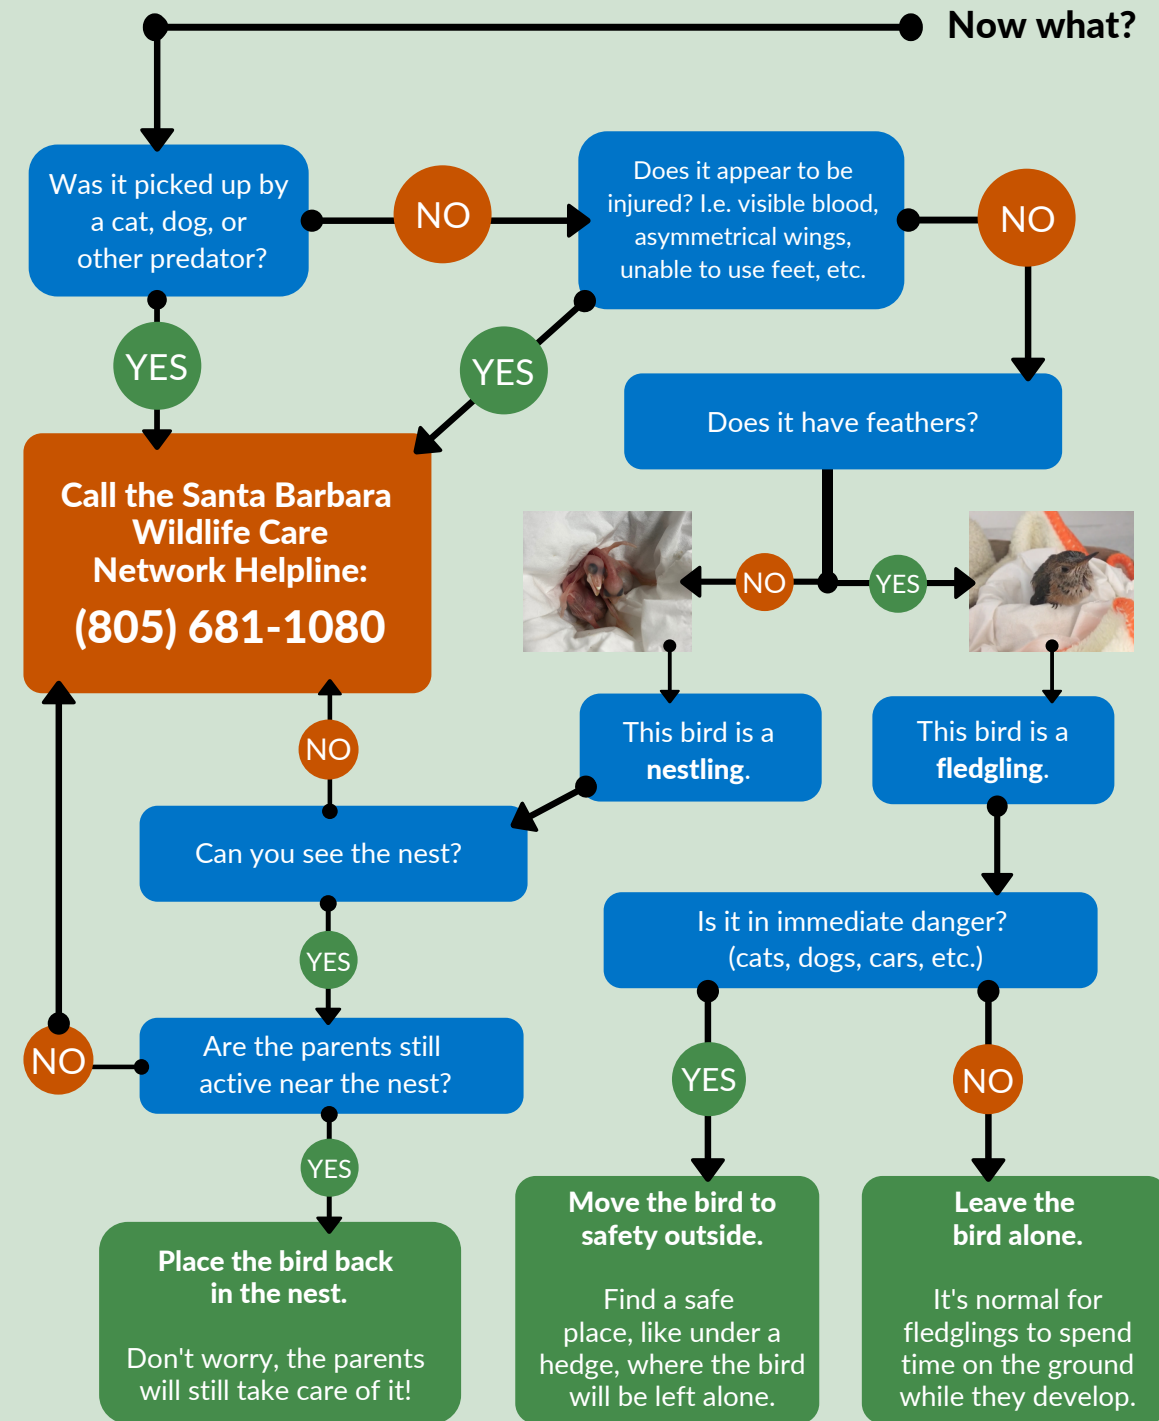 Now what?
Was it picked up by
a cat, dog, or
other predator?
NO
Does it appear to be
injured? I.e. visible blood,
asymmetrical wings,
unable to use feet, etc.
NO
YES
YES
Does it have feathers?
Call the Santa Barbara
Wildlife Care
Network Helpline:
(805) 681-1080
NO
YES
This bird is a
nestling.
This bird is a
fledgling.
NO
Can you see the nest?
Is it in immediate danger?
(cats, dogs, cars, etc.)
YES
Are the parents still
active near the nest?
NO
YES
NO
YES
Place the bird back
in the nest.
Don't worry, the parents
will still take care of it!
Move the bird to
safety outside.
Find a safe
place, like under a
hedge, where the bird
will be left alone.
Leave the
bird alone.
It's normal for
fledglings to spend
time on the ground
while they develop.